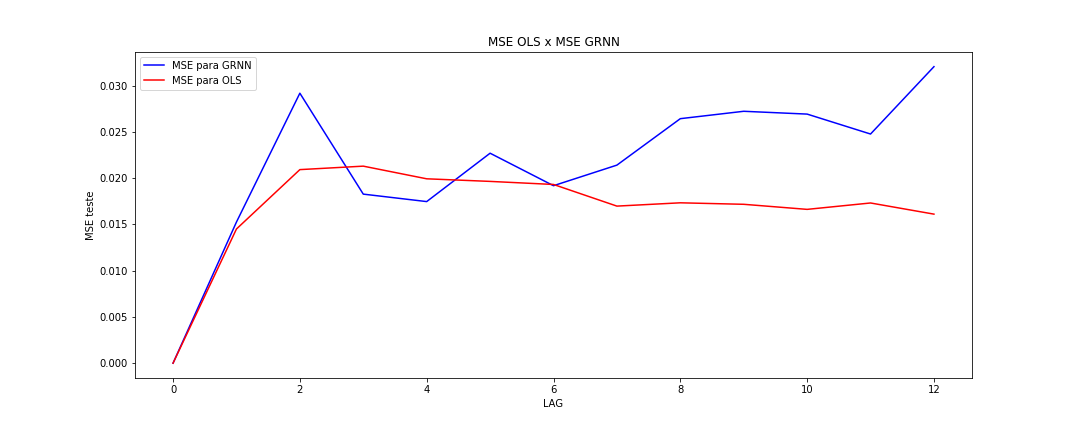 MSE OLS x MSE GRNN
MSE para GRNN
MSE para OLS
0.030
0.025
0.020
0.015
0.010
0.005
0.000
MSE teste
0 2 4 6 8 10 12
LAG